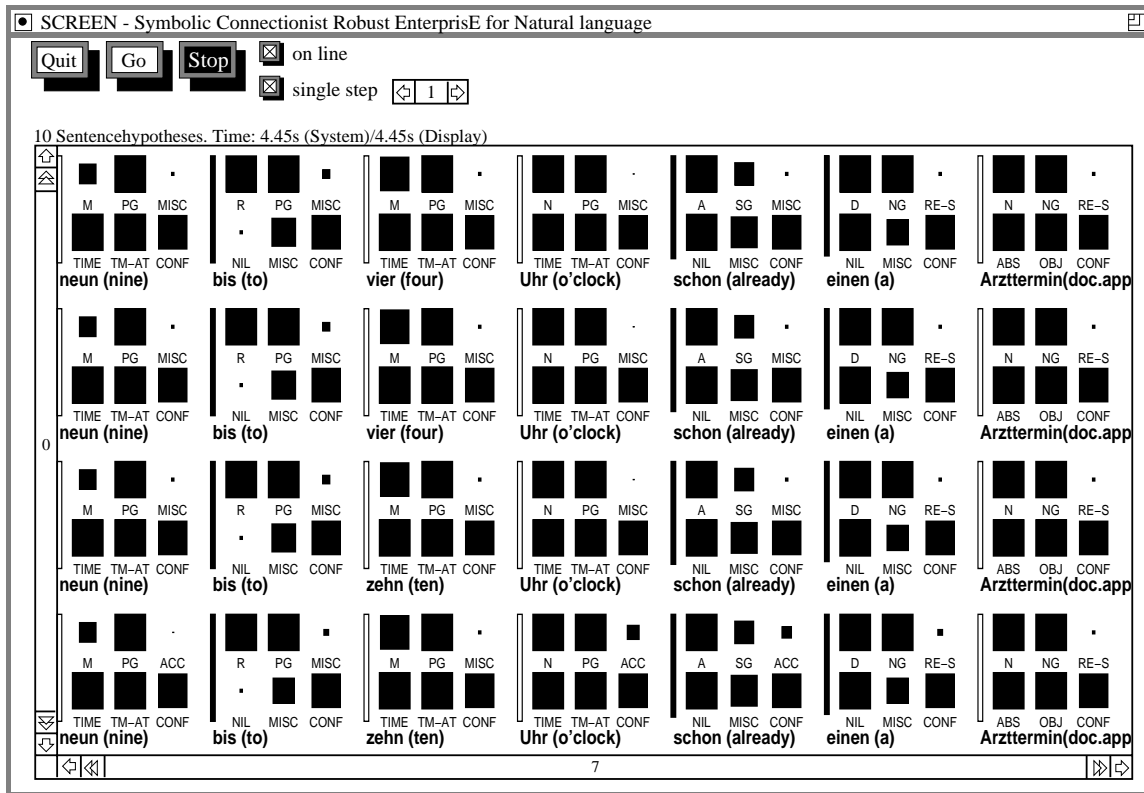 SCREEN - Symbolic Connectionist Robust EnterprisE for Natural language
Quit Go Stop on line
single step 1
10 Sentencehypotheses. Time: 4.45s (System)/4.45s (Display)
M PG MISC R PG MISC M PG MISC N PG MISC A SG MISC D NG RE-S N NG RE-S
TIME TM-AT CONF NIL MISC CONF TIME TM-AT CONF TIME TM-AT CONF NIL MISC CONF NIL MISC CONF ABS OBJ CONF
neun (nine) bis (to) vier (four) Uhr (o'clock) schon (already) einen (a) Arzttermin(doc.app
M PG MISC R PG MISC M PG MISC N PG MISC A SG MISC D NG RE-S N NG RE-S
TIME TM-AT CONF NIL MISC CONF TIME TM-AT CONF TIME TM-AT CONF NIL MISC CONF NIL MISC CONF ABS OBJ CONF
neun (nine) bis (to) vier (four) Uhr (o'clock) schon (already) einen (a) Arzttermin(doc.app
0
M PG MISC R PG MISC M PG MISC N PG MISC A SG MISC D NG RE-S N NG RE-S
TIME TM-AT CONF NIL MISC CONF TIME TM-AT CONF TIME TM-AT CONF NIL MISC CONF NIL MISC CONF ABS OBJ CONF
neun (nine) bis (to) zehn (ten) Uhr (o'clock) schon (already) einen (a) Arzttermin(doc.app
M PG ACC R PG MISC M PG MISC N PG ACC A SG ACC D NG RE-S N NG RE-S
TIME TM-AT CONF NIL MISC CONF TIME TM-AT CONF TIME TM-AT CONF NIL MISC CONF NIL MISC CONF ABS OBJ CONF
neun (nine) bis (to) zehn (ten) Uhr (o'clock) schon (already) einen (a) Arzttermin(doc.app
7